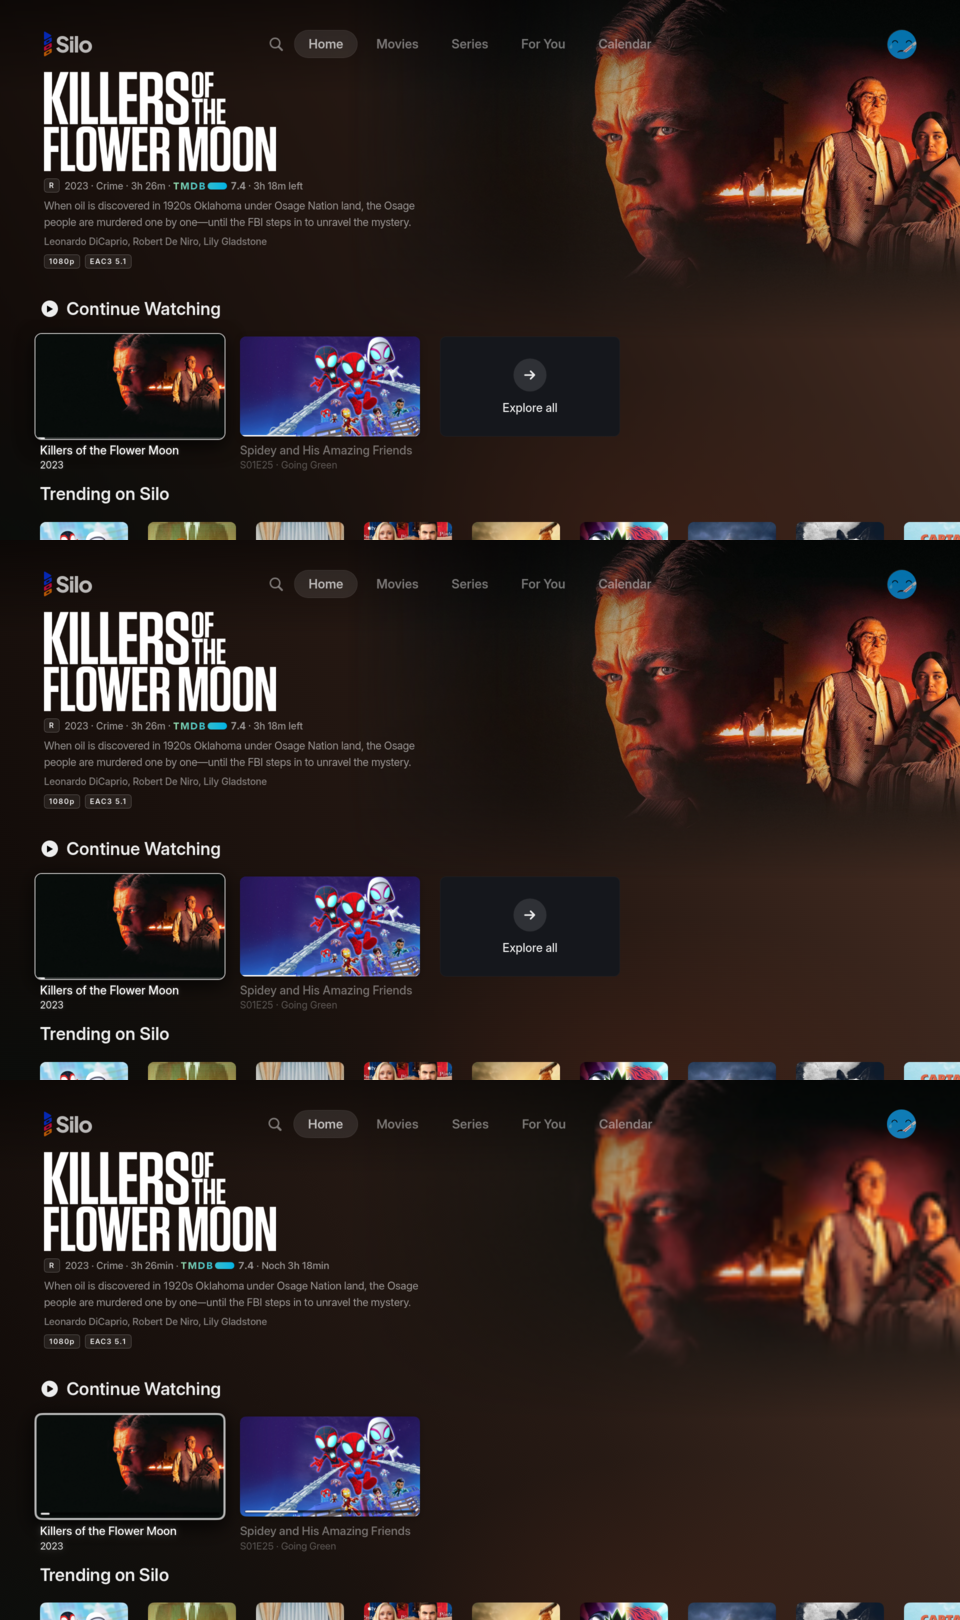 Silo
Home
Movies
Series
For You
Calendar
KILLERS OF THE
FLOWER MOON
R 2023 · Crime · 3h 26m · TMDB 7.4 · 3h 18m left
When oil is discovered in 1920s Oklahoma under Osage Nation land, the Osage
people are murdered one by one—until the FBI steps in to unravel the mystery.
Leonardo DiCaprio, Robert De Niro, Lily Gladstone
1080p EAC3 5.1
Continue Watching
Explore all
Killers of the Flower Moon
2023
Spidey and His Amazing Friends
S01E25 · Going Green
Trending on Silo
Silo
Home
Movies
Series
For You
Calendar
KILLERS OF THE
FLOWER MOON
R 2023 · Crime · 3h 26m · TMDB 7.4 · 3h 18m left
When oil is discovered in 1920s Oklahoma under Osage Nation land, the Osage
people are murdered one by one—until the FBI steps in to unravel the mystery.
Leonardo DiCaprio, Robert De Niro, Lily Gladstone
1080p EAC3 5.1
Continue Watching
Explore all
Killers of the Flower Moon
2023
Spidey and His Amazing Friends
S01E25 · Going Green
Trending on Silo
Silo
Home
Movies
Series
For You
Calendar
KILLERS OF THE
FLOWER MOON
R 2023 · Crime · 3h 26min · TMDB 7.4 · Noch 3h 18min
When oil is discovered in 1920s Oklahoma under Osage Nation land, the Osage
people are murdered one by one—until the FBI steps in to unravel the mystery.
Leonardo DiCaprio, Robert De Niro, Lily Gladstone
1080p EAC3 5.1
Continue Watching
Killers of the Flower Moon
2023
Spidey and His Amazing Friends
S01E25 · Going Green
Trending on Silo